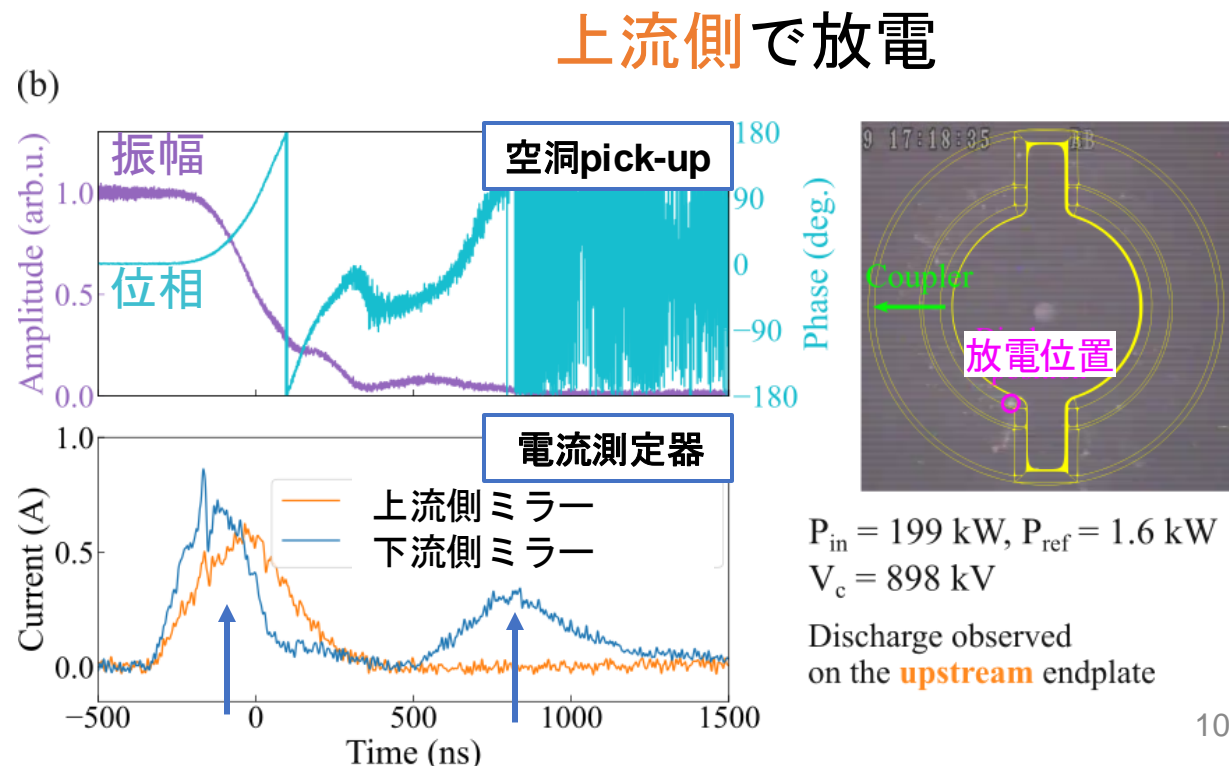 上流側で放電
(b)
振幅
位相
空洞pick-up
Amplitude (arb.u.)
1.0
0.5
0.0
180
90
0
−90
−180
Phase (deg.)
電流測定器
上流側ミラー
下流側ミラー
Current (A)
1.0
0.5
0.0
−500
0
500
1000
1500
Time (ns)
9 17:18:35
AB
Coupler
放電位置
P_in = 199 kW, P_ref = 1.6 kW
V_c = 898 kV
Discharge observed
on the upstream endplate
10